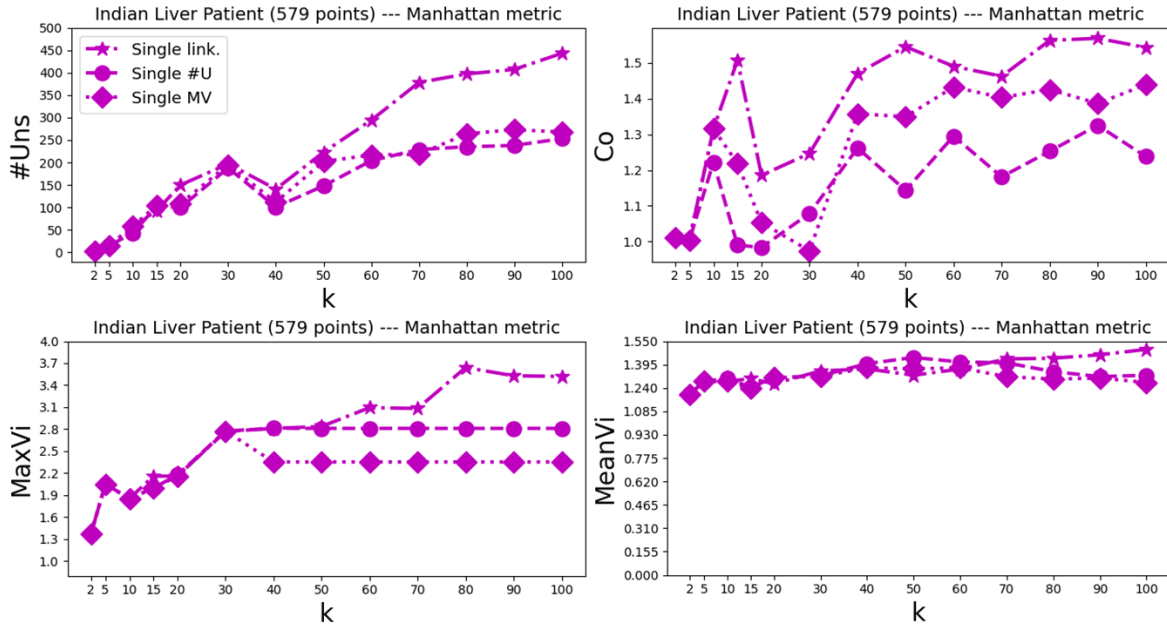 Indian Liver Patient (579 points) --- Manhattan metric
500
450
400
350
300
250
200
150
100
50
0
#Uns
Single link.
Single #U
Single MV
2 5 10 15 20 30 40 50 60 70 80 90 100
k
Indian Liver Patient (579 points) --- Manhattan metric
1.5
1.4
1.3
1.2
1.1
1.0
Co
2 5 10 15 20 30 40 50 60 70 80 90 100
k
Indian Liver Patient (579 points) --- Manhattan metric
4.0
3.7
3.4
3.1
2.8
2.5
2.2
1.9
1.6
1.3
1.0
MaxVi
2 5 10 15 20 30 40 50 60 70 80 90 100
k
Indian Liver Patient (579 points) --- Manhattan metric
1.550
1.395
1.240
1.085
0.930
0.775
0.620
0.465
0.310
0.155
0.000
MeanVi
2 5 10 15 20 30 40 50 60 70 80 90 100
k